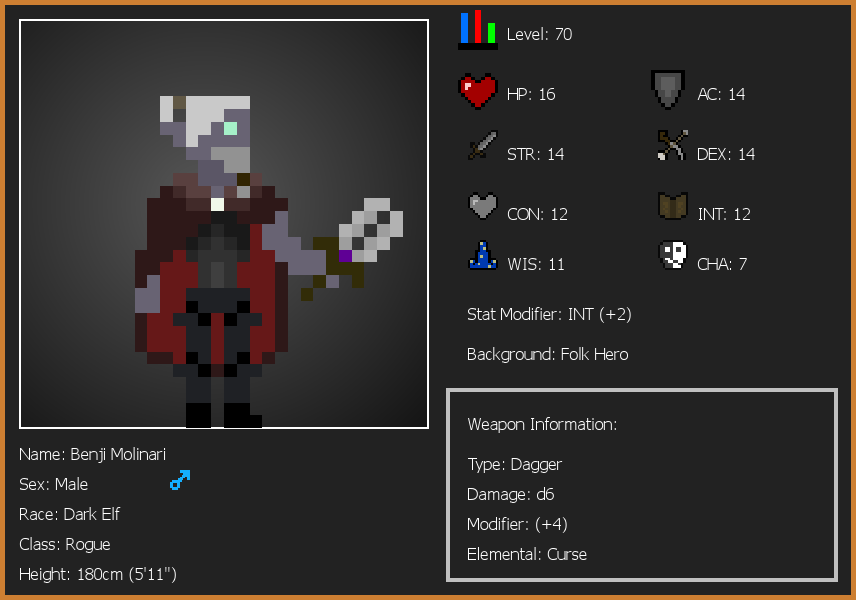 Level: 70
HP: 16
AC: 14
STR: 14
DEX: 14
CON: 12
INT: 12
WIS: 11
CHA: 7
Stat Modifier: INT (+2)
Background: Folk Hero
Weapon Information:
Type: Dagger
Damage: d6
Modifier: (+4)
Elemental: Curse
Name: Benji Molinari
Sex: Male
Race: Dark Elf
Class: Rogue
Height: 180cm (5'11")